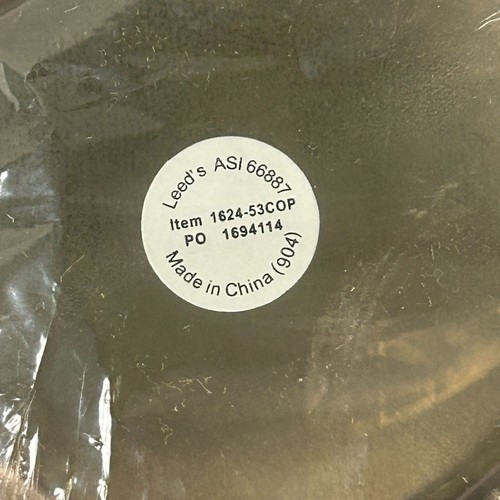 Leed's ASI 66887
Item 1624-53COP
PO 1694114
Made in China (904)